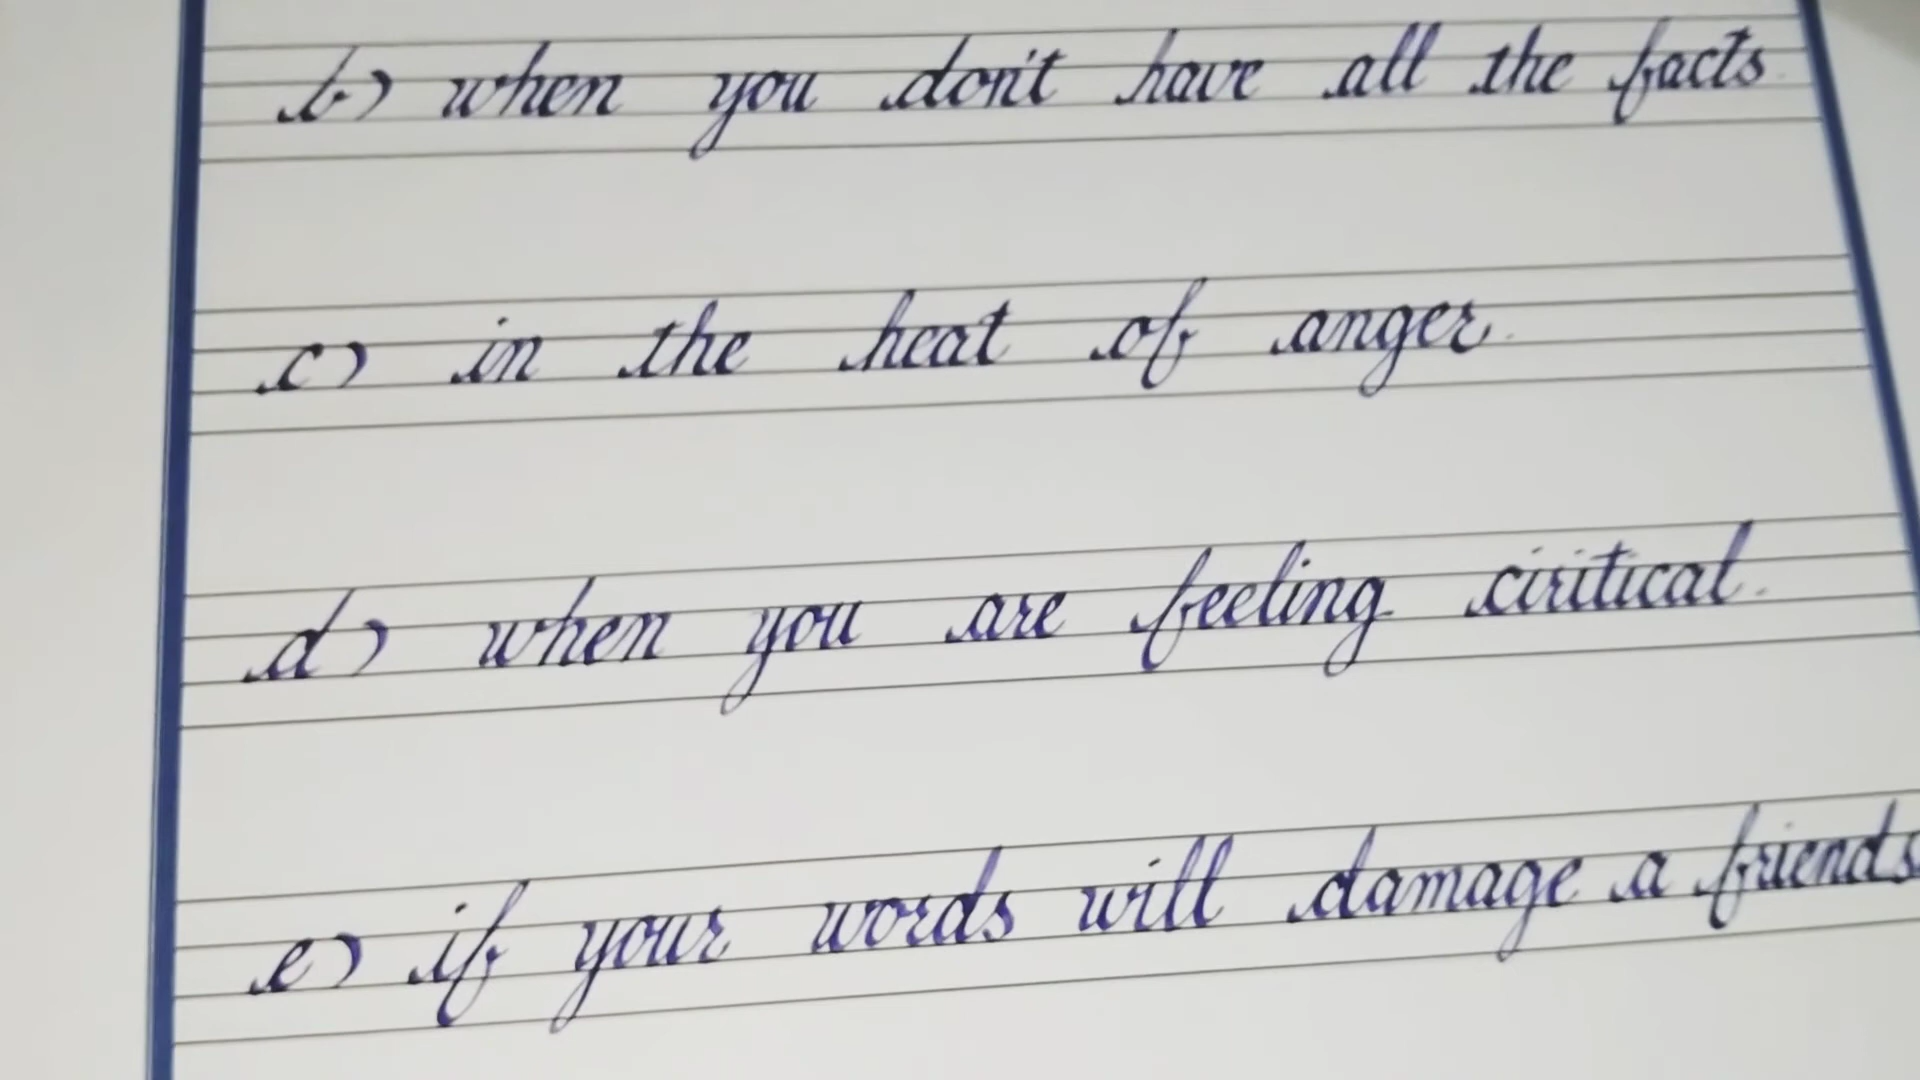 b) when you don't have all the facts
c) in the heat of anger.
d) when you are feeling ciritical.
e) if your words will damage a friends